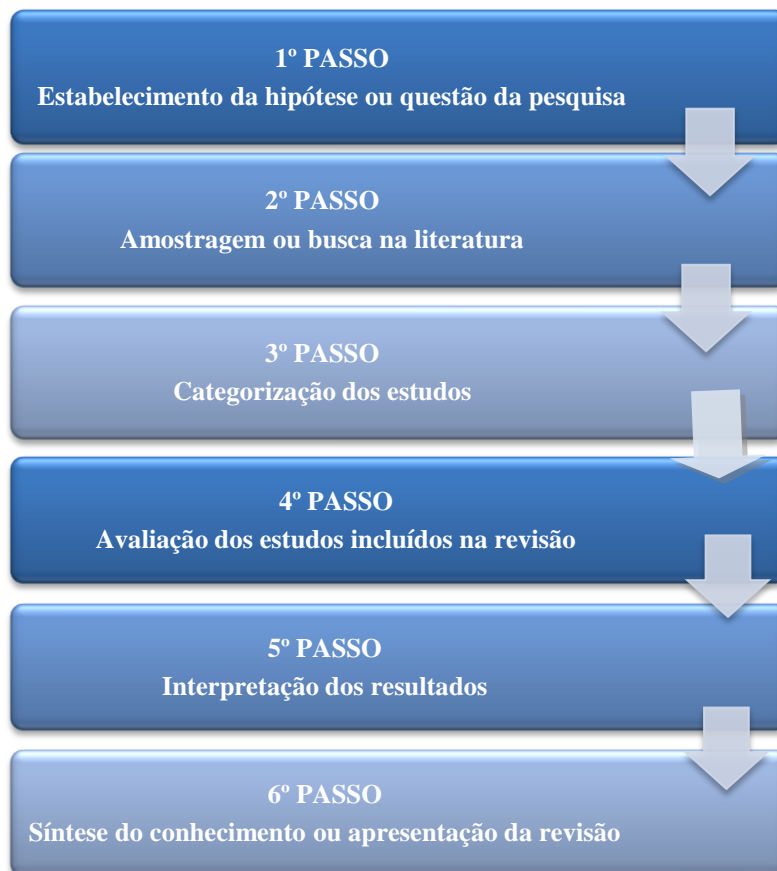 1º PASSO
Estabelecimento da hipótese ou questão da pesquisa
2º PASSO
Amostragem ou busca na literatura
3º PASSO
Categorização dos estudos
4º PASSO
Avaliação dos estudos incluídos na revisão
5º PASSO
Interpretação dos resultados
6º PASSO
Síntese do conhecimento ou apresentação da revisão